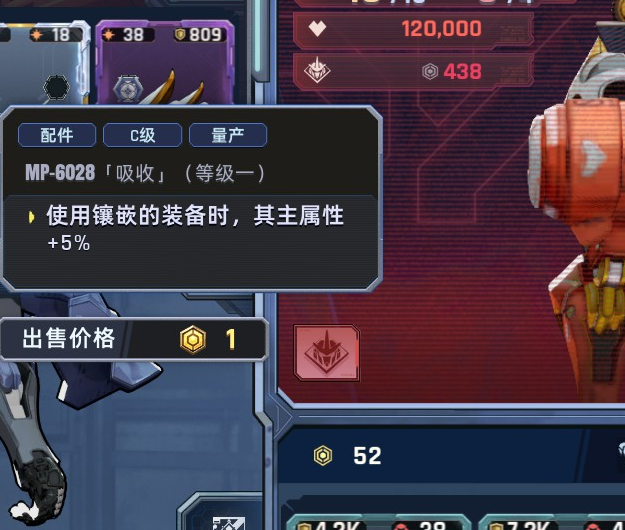 18
38
809
120,000
438
配件
C级
量产
MP-6028「吸收」（等级一）
使用镶嵌的装备时，其主属性
+5%
出售价格
1
52
4.2K
38
7.2K